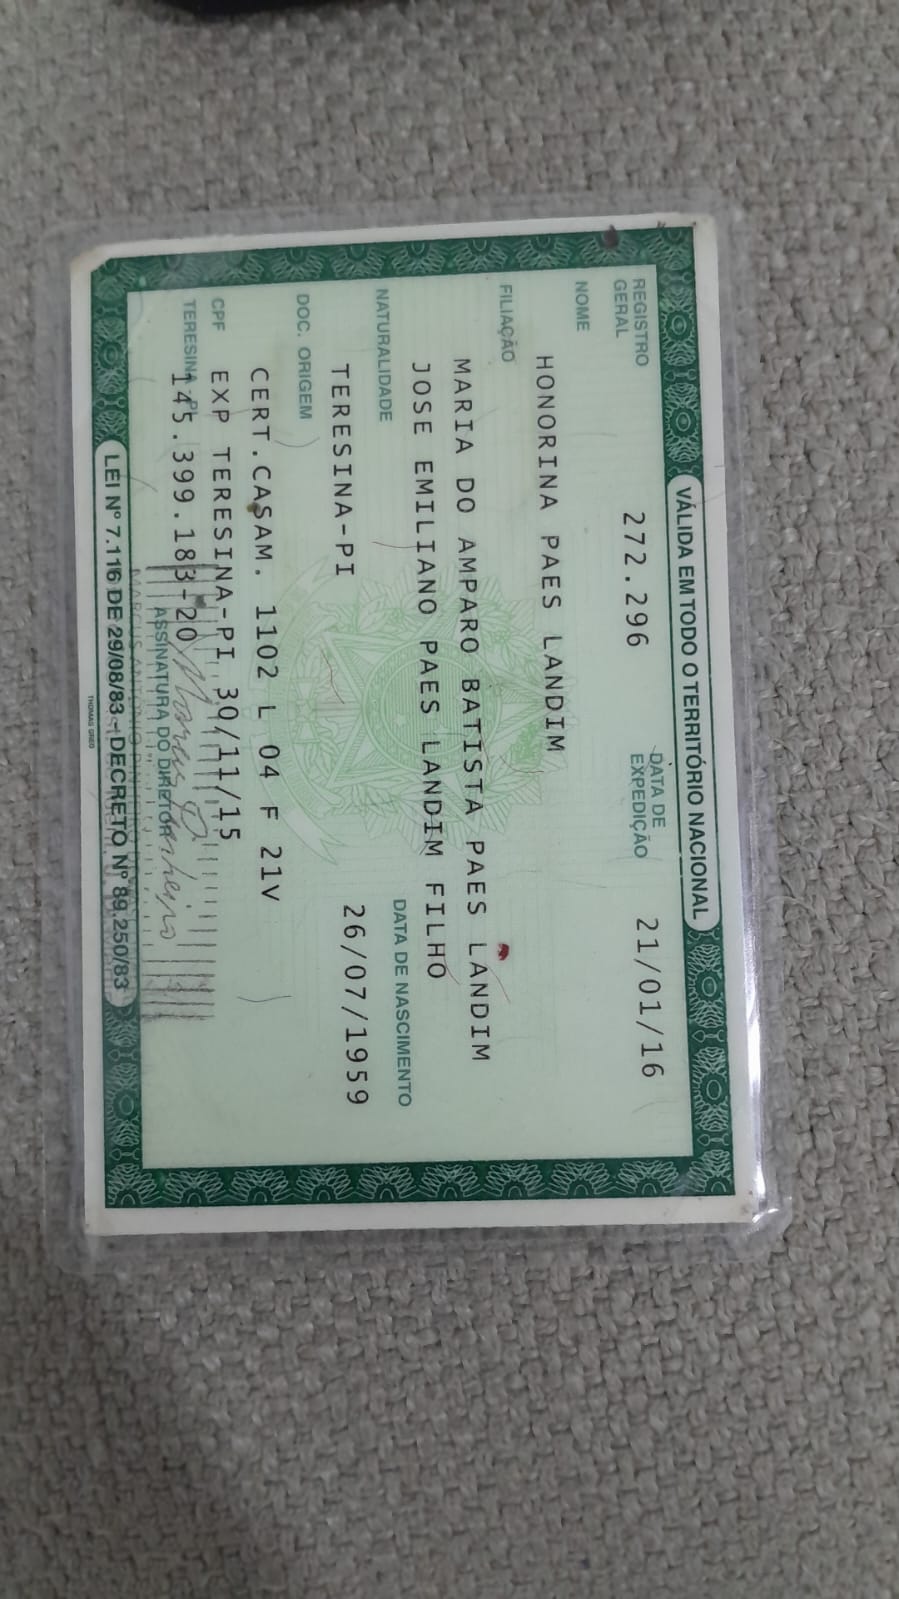 VÁLIDA EM TODO O TERRITÓRIO NACIONAL
REGISTRO GERAL 272.296 DATA DE EXPEDIÇÃO 21/01/16
NOME
HONORINA PAES LANDIM
FILIAÇÃO
MARIA DO AMPARO BATISTA PAES LANDIM
JOSE EMILIANO PAES LANDIM FILHO
NATURALIDADE DATA DE NASCIMENTO
TERESINA-PI 26/07/1959
DOC. ORIGEM
CERT.CASAM. 1102 L 04 F 21V
EXP TERESINA-PI 30/11/15
CPF
145.399.183-20
TERESINA
ASSINATURA DO DIRETOR
LEI Nº 7.116 DE 29/08/83 - DECRETO Nº 89.250/83
THOMAS GREG